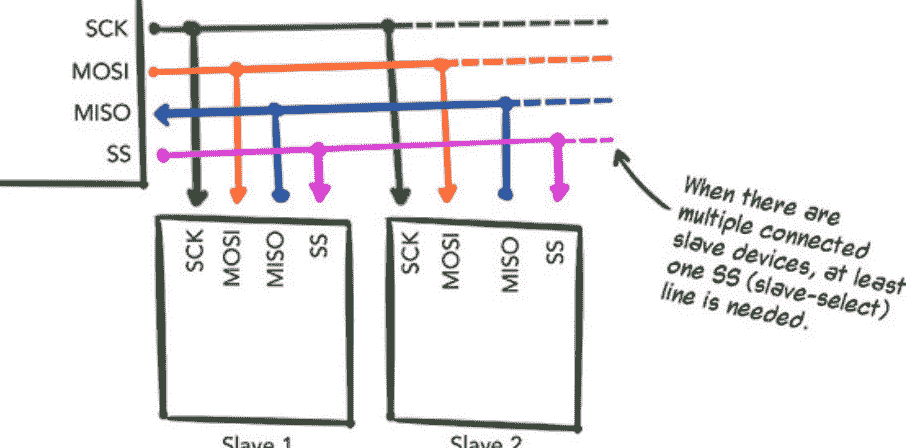 SCK
MOSI
MISO
SS
When there are
multiple connected
slave devices, at least
one SS (slave-select)
line is needed.
SCK
MOSI
MISO
SS
SCK
MOSI
MISO
SS
Slave 1
Slave 2